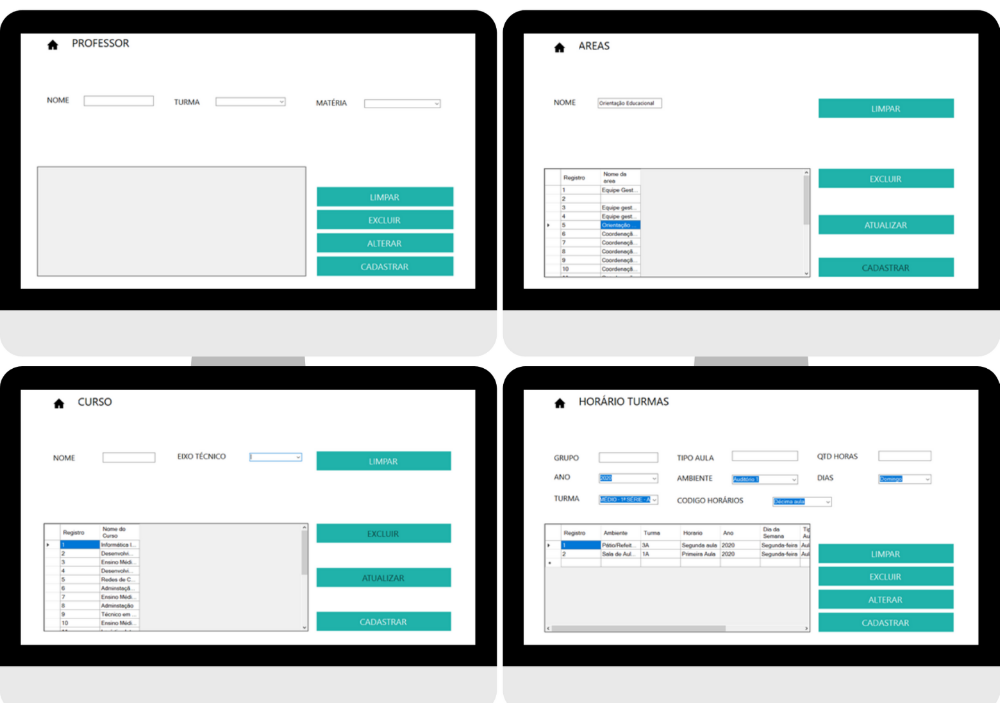 PROFESSOR
NOME
TURMA
MATÉRIA
LIMPAR
EXCLUIR
ALTERAR
CADASTRAR
AREAS
NOME Orientação Educacional
LIMPAR
Registro Nome da area
1 Equipe Gest...
2
3 Equipe gest...
4 Equipe gest...
5 Orientação ...
6 Coordenaçã...
7 Coordenaçã...
8 Coordenaçã...
9 Coordenaçã...
10 Coordenaçã...
EXCLUIR
ATUALIZAR
CADASTRAR
CURSO
NOME
EIXO TÉCNICO
LIMPAR
Registro Nome do Curso
1 Informática I...
2 Desenvolvi...
3 Ensino Médi...
4 Desenvolvi...
5 Redes de C...
6 Adminstaçã...
7 Ensino Médi...
8 Adminstação
9 Técnico em ...
10 Ensino Médi...
EXCLUIR
ATUALIZAR
CADASTRAR
HORÁRIO TURMAS
GRUPO TIPO AULA QTD HORAS
ANO 2020 AMBIENTE Auditório 1 DIAS Domingo
TURMA MÉDIO - 1ª SÉRIE - A CODIGO HORÁRIOS Décima aula
Registro Ambiente Turma Horario Ano Dia da Semana Tip Au
1 Pátio/Refeit... 3A Segunda aula 2020 Segunda-feira Aul
2 Sala de Aul... 1A Primeira Aula 2020 Segunda-feira Aul
LIMPAR
EXCLUIR
ALTERAR
CADASTRAR